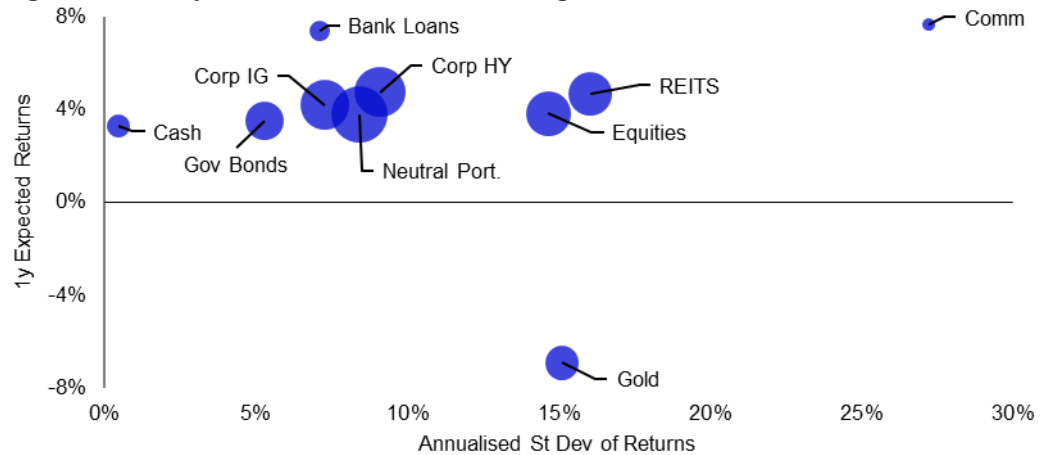 8%
4%
0%
-4%
-8%
1y Expected Returns
Bank Loans
Comm
Corp IG
Corp HY
REITS
Cash
Equities
Gov Bonds
Neutral Port.
Gold
0%
5%
10%
15%
20%
25%
30%
Annualised St Dev of Returns